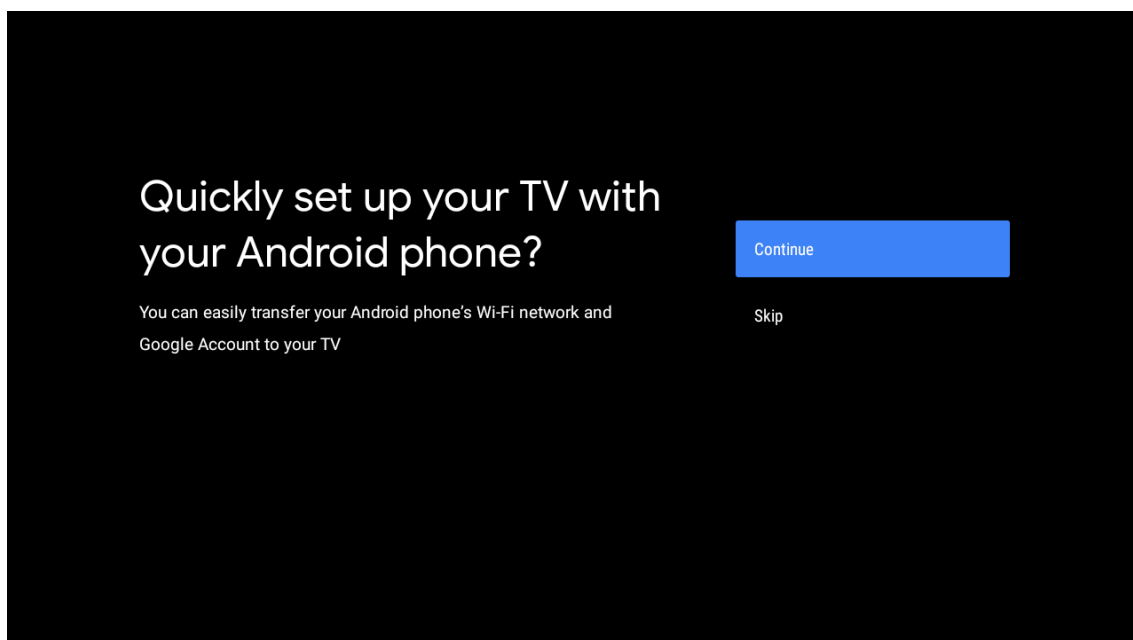 Quickly set up your TV with
your Android phone?
You can easily transfer your Android phone's Wi-Fi network and
Google Account to your TV
Continue
Skip